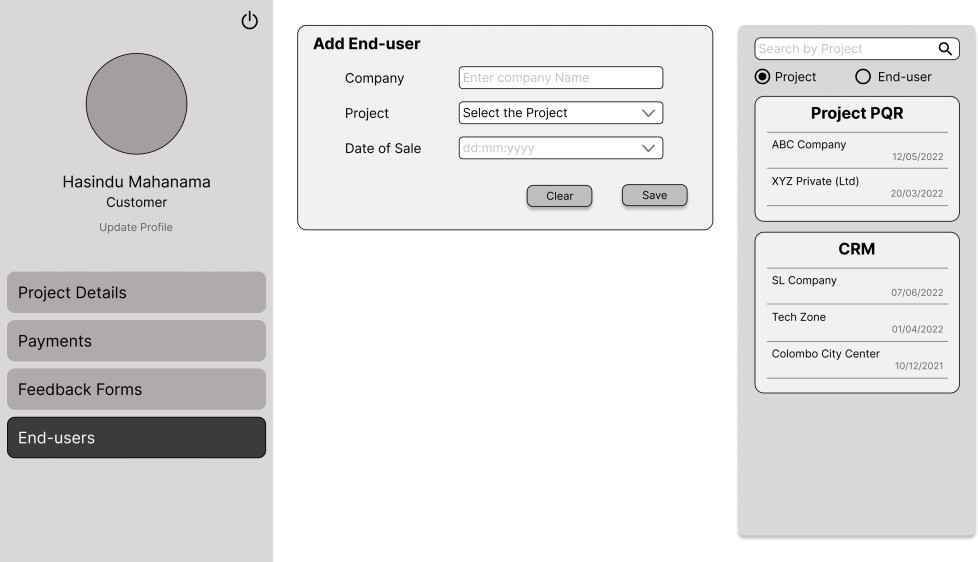 Hasindu Mahanama
Customer
Update Profile
Project Details
Payments
Feedback Forms
End-users
Add End-user
Company
Enter company Name
Project
Select the Project
Date of Sale
dd:mm:yyyy
Clear
Save
Search by Project
Project
End-user
Project PQR
ABC Company
12/05/2022
XYZ Private (Ltd)
20/03/2022
CRM
SL Company
07/06/2022
Tech Zone
01/04/2022
Colombo City Center
10/12/2021